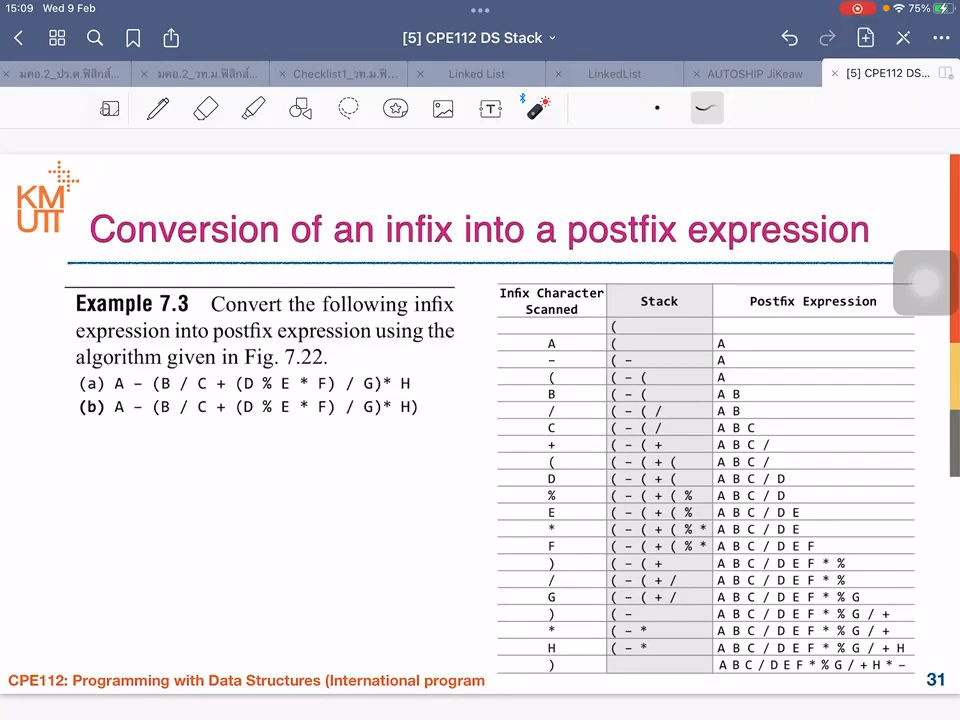 15:09 Wed 9 Feb
75%
[5] CPE112 DS Stack
มคอ.2_ปร.ด.ฟิสิกส์...
มคอ.2_วท.ม.ฟิสิกส์...
Checklist1_วท.ม.ฟิ...
Linked List
LinkedList
AUTOSHIP JiKeaw
[5] CPE112 DS...
KM
UTT
Conversion of an infix into a postfix expression
Example 7.3 Convert the following infix
expression into postfix expression using the
algorithm given in Fig. 7.22.
(a) A – (B / C + (D % E * F) / G)* H
(b) A – (B / C + (D % E * F) / G)* H)
Infix Character Scanned Stack Postfix Expression
(
A ( A
– ( – A
( ( – ( A
B ( – ( A B
/ ( – ( / A B
C ( – ( / A B C
+ ( – ( + A B C /
( ( – ( + ( A B C /
D ( – ( + ( A B C / D
% ( – ( + ( % A B C / D
E ( – ( + ( % A B C / D E
* ( – ( + ( % * A B C / D E
F ( – ( + ( % * A B C / D E F
) ( – ( + A B C / D E F * %
/ ( – ( + / A B C / D E F * %
G ( – ( + / A B C / D E F * % G
) ( – A B C / D E F * % G / +
* ( – * A B C / D E F * % G / +
H ( – * A B C / D E F * % G / + H
) A B C / D E F * % G / + H * –
CPE112: Programming with Data Structures (International program
31